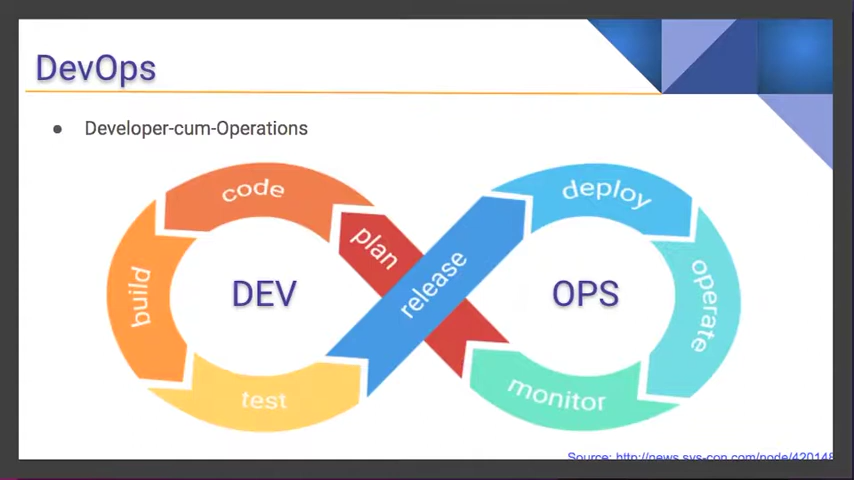 DevOps
● Developer-cum-Operations
code
plan
build
DEV
test
release
deploy
OPS
operate
monitor
Source: http://news.sys-con.com/node/420148